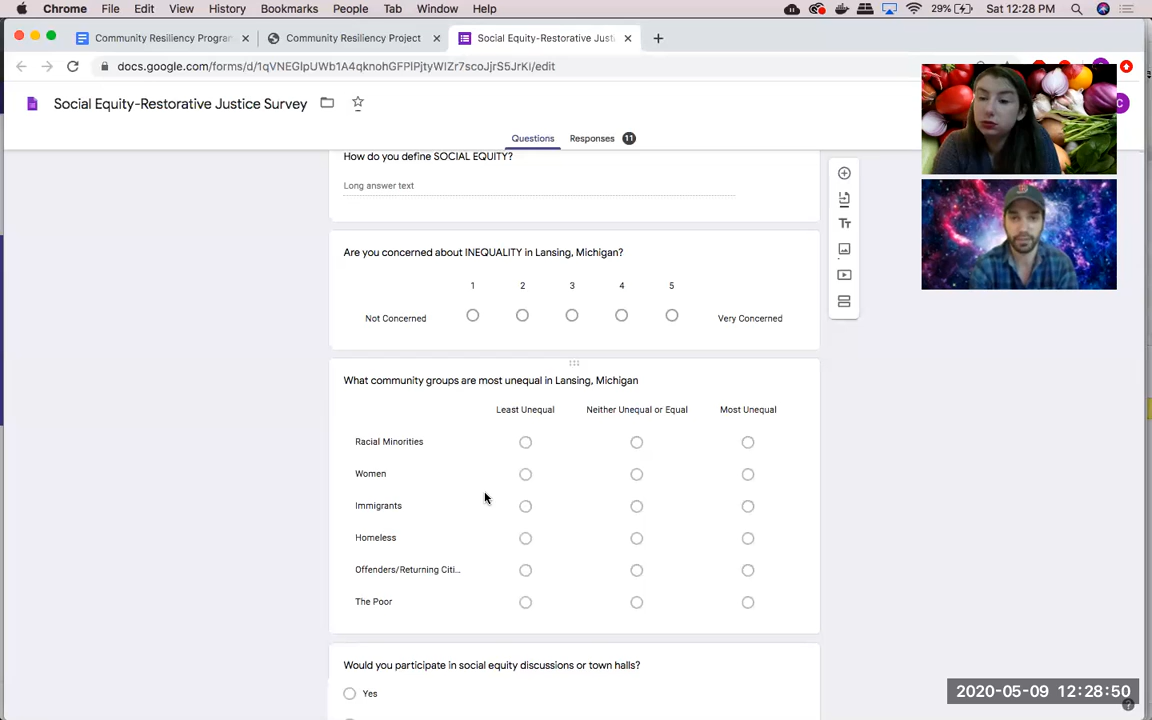 Chrome File Edit View History Bookmarks People Tab Window Help 29% Sat 12:28 PM
Community Resiliency Program Community Resiliency Project Social Equity-Restorative Just
docs.google.com/forms/d/1qVNEGlpUWb1A4qknohGFPlPjtyWIZr7scoJjrS5JrKi/edit
Social Equity-Restorative Justice Survey
C
Questions Responses 11
How do you define SOCIAL EQUITY?
Long answer text
Are you concerned about INEQUALITY in Lansing, Michigan?
1 2 3 4 5
Not Concerned Very Concerned
What community groups are most unequal in Lansing, Michigan
Least Unequal Neither Unequal or Equal Most Unequal
Racial Minorities
Women
Immigrants
Homeless
Offenders/Returning Citi...
The Poor
Would you participate in social equity discussions or town halls?
Yes
2020-05-09 12:28:50